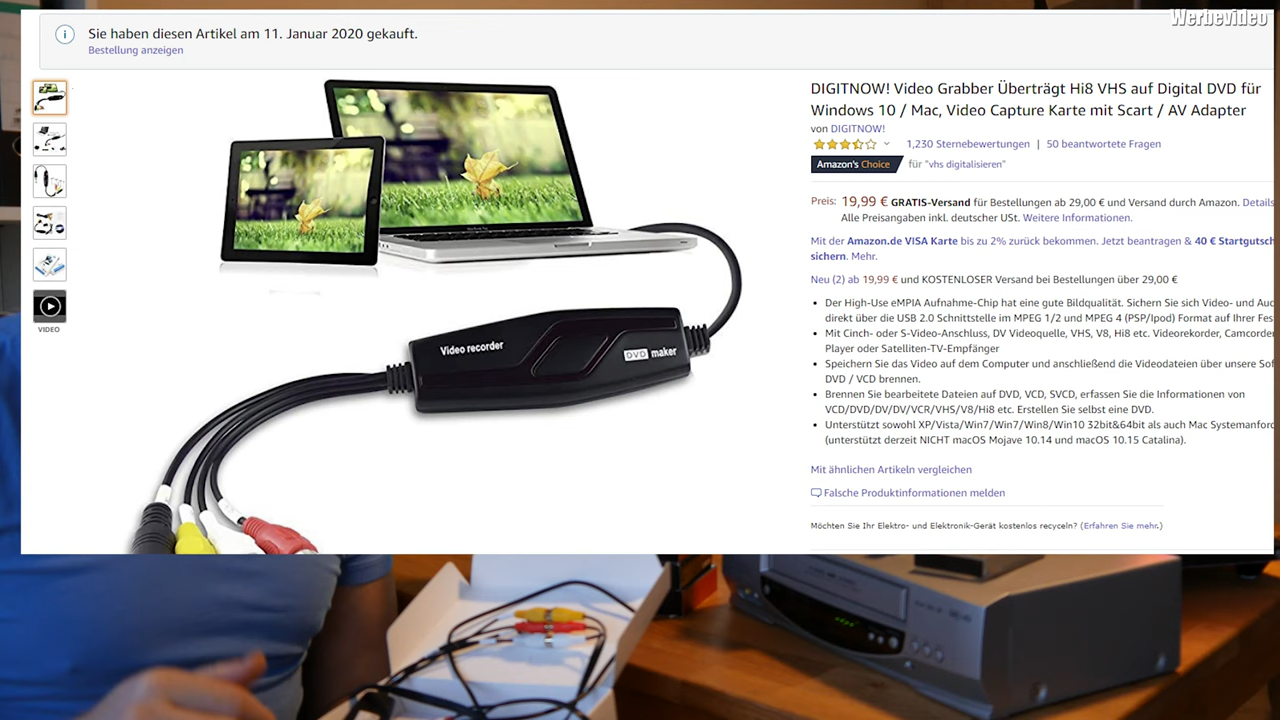 Werbevideo
Sie haben diesen Artikel am 11. Januar 2020 gekauft.
Bestellung anzeigen
VIDEO
Video recorder
DVD maker
DIGITNOW! Video Grabber Überträgt Hi8 VHS auf Digital DVD für
Windows 10 / Mac, Video Capture Karte mit Scart / AV Adapter
von DIGITNOW!
1,230 Sternebewertungen | 50 beantwortete Fragen
Amazon's Choice für "vhs digitalisieren"
Preis: 19,99 € GRATIS-Versand für Bestellungen ab 29,00 € und Versand durch Amazon. Details
Alle Preisangaben inkl. deutscher USt. Weitere Informationen.
Mit der Amazon.de VISA Karte bis zu 2% zurück bekommen. Jetzt beantragen & 40 € Startgutsch
sichern. Mehr.
Neu (2) ab 19,99 € und KOSTENLOSER Versand bei Bestellungen über 29,00 €
• Der High-Use eMPIA Aufnahme-Chip hat eine gute Bildqualität. Sichern Sie sich Video- und Aud
direkt über die USB 2.0 Schnittstelle im MPEG 1/2 und MPEG 4 (PSP/Ipod) Format auf Ihrer Fes
• Mit Cinch- oder S-Video-Anschluss, DV Videoquelle, VHS, V8, Hi8 etc. Videorekorder, Camcorder
Player oder Satelliten-TV-Empfänger
• Speichern Sie das Video auf dem Computer und anschließend die Videodateien über unsere Sof
DVD / VCD brennen.
• Brennen Sie bearbeitete Dateien auf DVD, VCD, SVCD, erfassen Sie die Informationen von
VCD/DVD/DV/DV/VCR/VHS/V8/Hi8 etc. Erstellen Sie selbst eine DVD.
• Unterstützt sowohl XP/Vista/Win7/Win7/Win8/Win10 32bit&64bit als auch Mac Systemanford
(unterstützt derzeit NICHT macOS Mojave 10.14 und macOS 10.15 Catalina).
Mit ähnlichen Artikeln vergleichen
Falsche Produktinformationen melden
Möchten Sie Ihr Elektro- und Elektronik-Gerät kostenlos recyceln? (Erfahren Sie mehr.)